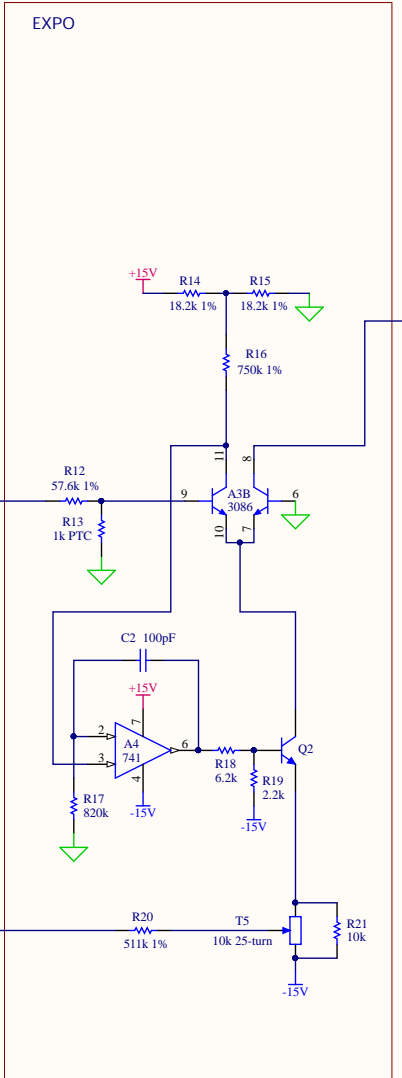 EXPO
+15V
R14
18.2k 1%
R15
18.2k 1%
R16
750k 1%
11
8
R12
57.6k 1%
9
A3B
3086
6
R13
1k PTC
10
7
C2 100pF
+15V
7
2
3
A4
741
6
4
-15V
R17
820k
R18
6.2k
R19
2.2k
-15V
Q2
R20
511k 1%
T5
10k 25-turn
R21
10k
-15V